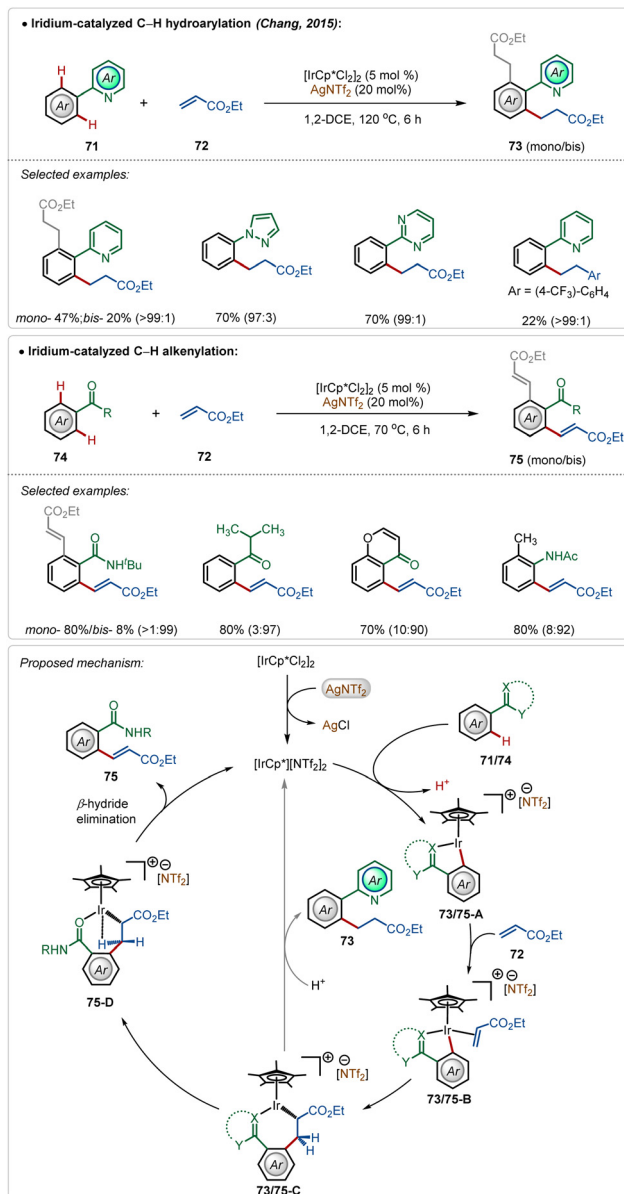 • Iridium-catalyzed C–H hydroarylation (Chang, 2015):
H
Ar
Ar
N
H
71
+
CO2Et
72
[IrCp*Cl2]2 (5 mol %)
AgNTf2 (20 mol%)
1,2-DCE, 120 oC, 6 h
CO2Et
Ar
Ar
N
CO2Et
73 (mono/bis)
Selected examples:
CO2Et
N
CO2Et
mono- 47%;bis- 20% (>99:1)
N
N
CO2Et
70% (97:3)
N
N
CO2Et
70% (99:1)
N
Ar
Ar = (4-CF3)-C6H4
22% (>99:1)
• Iridium-catalyzed C–H alkenylation:
H
O
R
Ar
H
74
+
CO2Et
72
[IrCp*Cl2]2 (5 mol %)
AgNTf2 (20 mol%)
1,2-DCE, 70 oC, 6 h
CO2Et
O
R
Ar
CO2Et
75 (mono/bis)
Selected examples:
CO2Et
O
NHtBu
CO2Et
mono- 80%/bis- 8% (>1:99)
H3C
CH3
O
CO2Et
80% (3:97)
O
O
CO2Et
70% (10:90)
CH3
NHAc
CO2Et
80% (8:92)
Proposed mechanism:
[IrCp*Cl2]2
AgNTf2
AgCl
[IrCp*][NTf2]2
O
NHR
Ar
CO2Et
75
β-hydride
elimination
X
Y
Ar
H
71/74
H+
⊕ ⊖
[NTf2]
Ir
X
Y
Ar
73/75-A
72
CO2Et
⊕ ⊖
[NTf2]
Ir
CO2Et
X
Y
Ar
73/75-B
⊕ ⊖
[NTf2]
Ir
CO2Et
X
H
H
Y
Ar
73/75-C
Ar
Ar
N
CO2Et
73
H+
⊕ ⊖
[NTf2]
Ir
CO2Et
O
H
H
RHN
Ar
75-D